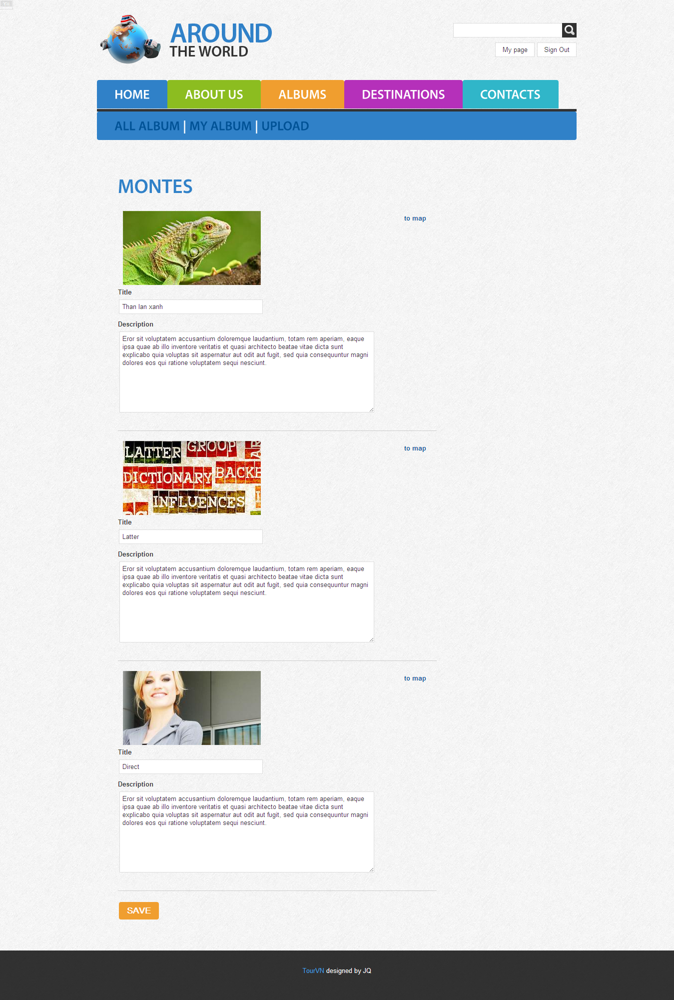 AROUND
THE WORLD
My page
Sign Out
HOME
ABOUT US
ALBUMS
DESTINATIONS
CONTACTS
ALL ALBUM | MY ALBUM | UPLOAD
MONTES
to map
Title
Than lan xanh
Description
Eror sit voluptatem accusantium doloremque laudantium, totam rem aperiam, eaque
ipsa quae ab illo inventore veritatis et quasi architecto beatae vitae dicta sunt
explicabo quia voluptas sit aspernatur aut odit aut fugit, sed quia consequuntur magni
dolores eos qui ratione voluptatem sequi nesciunt.
LATTER GROUP
DICTIONARY BACKE
INFLUENCES
to map
Title
Latter
Description
Eror sit voluptatem accusantium doloremque laudantium, totam rem aperiam, eaque
ipsa quae ab illo inventore veritatis et quasi architecto beatae vitae dicta sunt
explicabo quia voluptas sit aspernatur aut odit aut fugit, sed quia consequuntur magni
dolores eos qui ratione voluptatem sequi nesciunt.
to map
Title
Direct
Description
Eror sit voluptatem accusantium doloremque laudantium, totam rem aperiam, eaque
ipsa quae ab illo inventore veritatis et quasi architecto beatae vitae dicta sunt
explicabo quia voluptas sit aspernatur aut odit aut fugit, sed quia consequuntur magni
dolores eos qui ratione voluptatem sequi nesciunt.
SAVE
TourVN designed by JQ